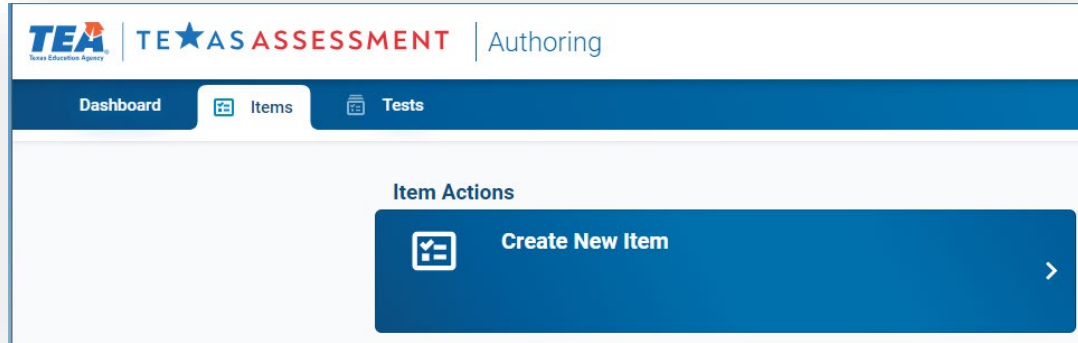 TEA
Texas Education Agency
TEXAS ASSESSMENT
Authoring
Dashboard
Items
Tests
Item Actions
Create New Item